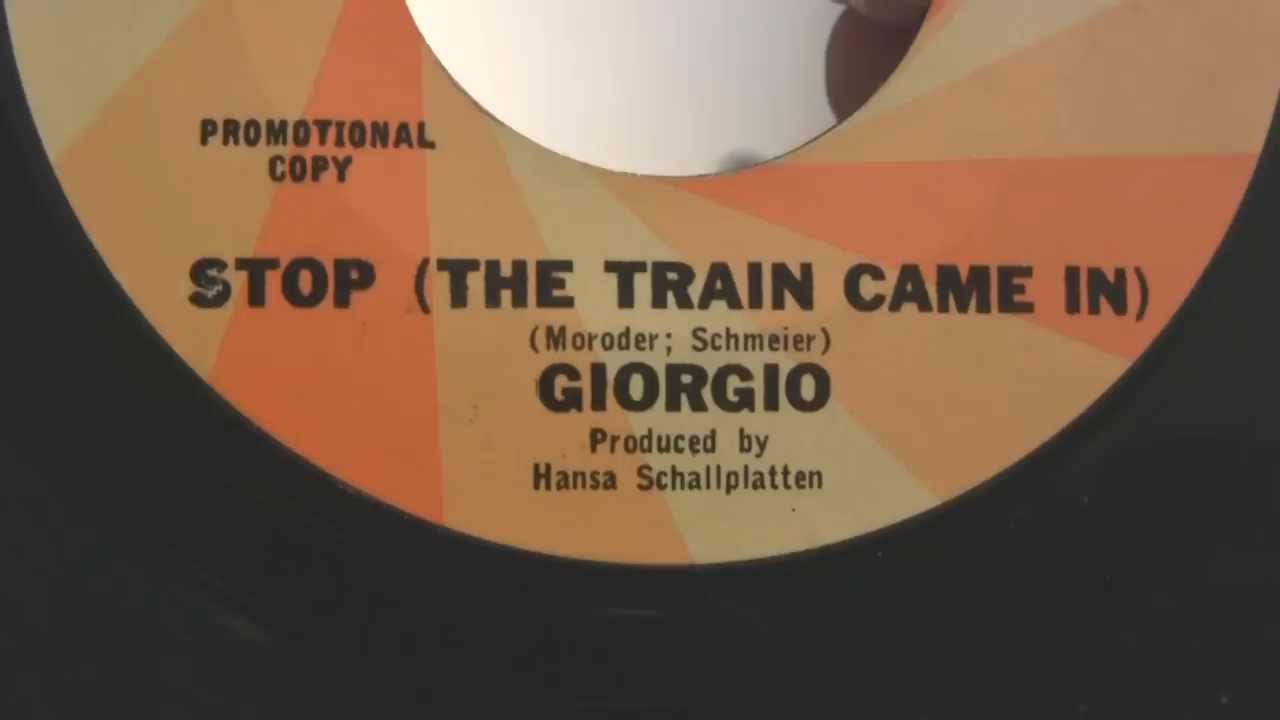 PROMOTIONAL
COPY
STOP (THE TRAIN CAME IN)
(Moroder; Schmeier)
GIORGIO
Produced by
Hansa Schallplatten